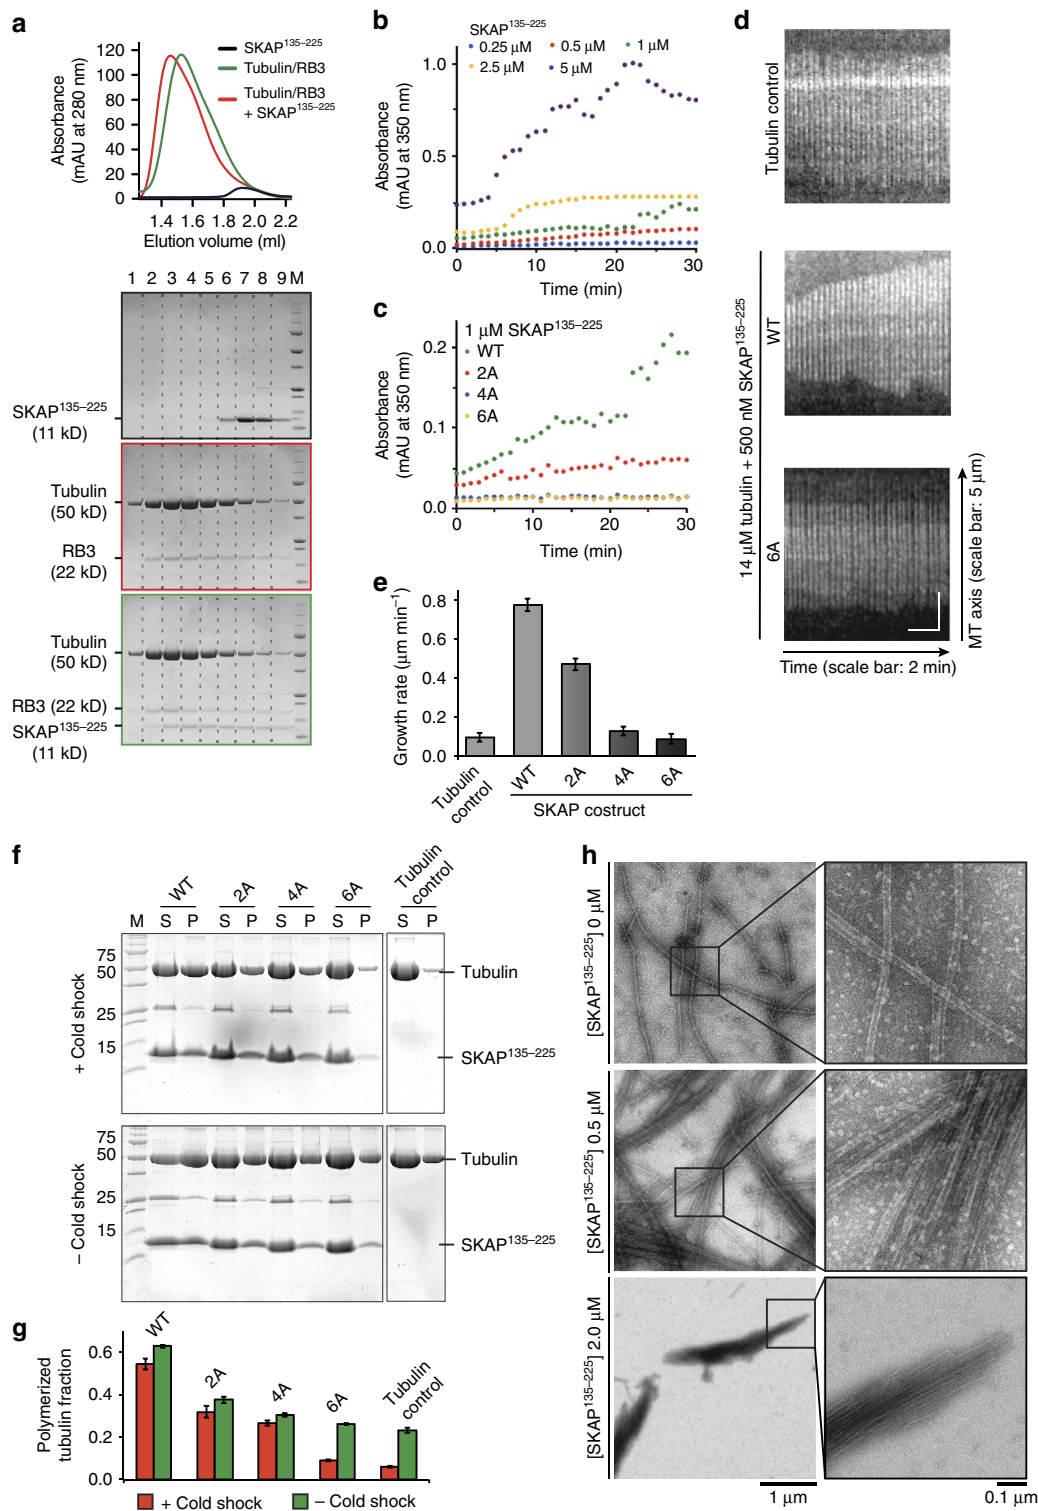 a
120
100
80
60
40
20
0
Absorbance
(mAU at 280 nm)
SKAP135–225
Tubulin/RB3
Tubulin/RB3
+ SKAP135–225
1.4 1.6 1.8 2.0 2.2
Elution volume (ml)
1 2 3 4 5 6 7 8 9 M
SKAP135–225
(11 kD)
Tubulin
(50 kD)
RB3
(22 kD)
Tubulin
(50 kD)
RB3 (22 kD)
SKAP135–225
(11 kD)
b
SKAP135–225
0.25 μM 0.5 μM 1 μM
2.5 μM 5 μM
1.0
0.5
0.0
Absorbance
(mAU at 350 nm)
0 10 20 30
Time (min)
c
1 μM SKAP135–225
WT
2A
4A
6A
0.2
0.1
0.0
Absorbance
(mAU at 350 nm)
0 10 20 30
Time (min)
d
Tubulin control
WT
6A
14 μM tubulin + 500 nM SKAP135–225
MT axis (scale bar: 5 μm)
Time (scale bar: 2 min)
e
0.8
0.6
0.4
0.2
0.0
Growth rate (μm min–1)
Tubulin
control
WT
2A
4A
6A
SKAP costruct
f
WT 2A 4A 6A Tubulin
control
M S P S P S P S P S P
75
50
25
15
+ Cold shock
Tubulin
SKAP135–225
75
50
25
15
– Cold shock
Tubulin
SKAP135–225
g
0.6
0.4
0.2
0.0
Polymerized
tubulin fraction
WT
2A
4A
6A
Tubulin
control
+ Cold shock – Cold shock
h
[SKAP135–225] 0 μM
[SKAP135–225] 0.5 μM
[SKAP135–225] 2.0 μM
1 μm
0.1 μm